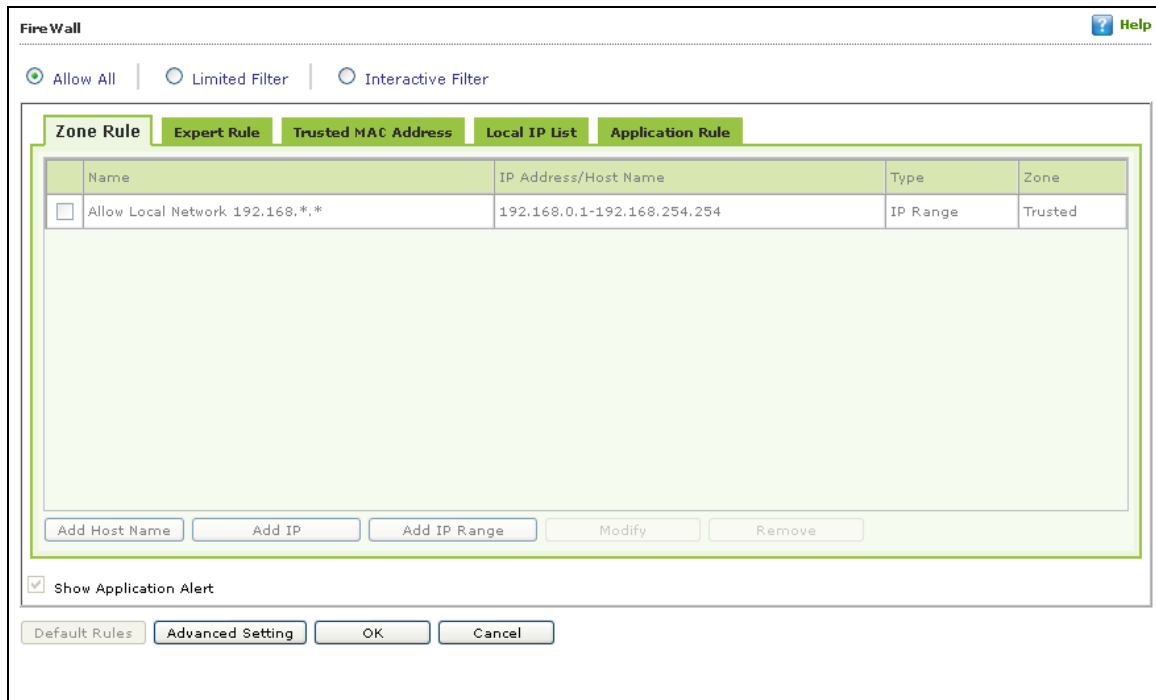 FireWall
? Help
Allow All Limited Filter Interactive Filter
Zone Rule Expert Rule Trusted MAC Address Local IP List Application Rule
Name IP Address/Host Name Type Zone
Allow Local Network 192.168.*.* 192.168.0.1-192.168.254.254 IP Range Trusted
Add Host Name Add IP Add IP Range Modify Remove
Show Application Alert
Default Rules Advanced Setting OK Cancel